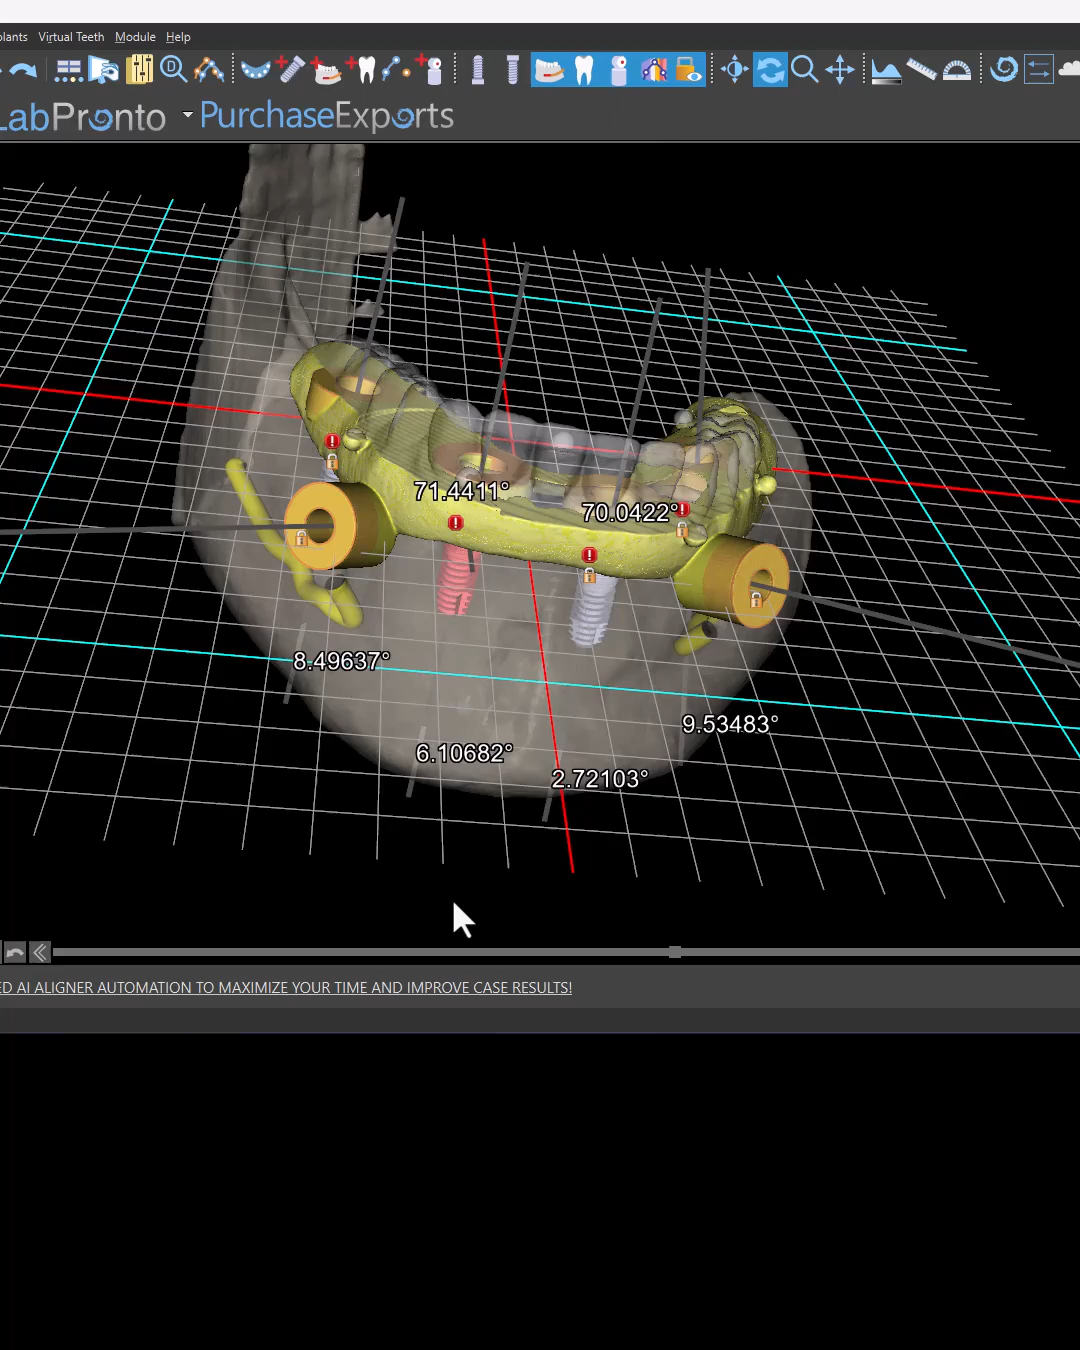 plants Virtual Teeth Module Help
LabPronto PurchaseExports
71.4411°
70.0422°
8.49637°
9.53483°
6.10682°
2.72103°
ED AI ALIGNER AUTOMATION TO MAXIMIZE YOUR TIME AND IMPROVE CASE RESULTS!